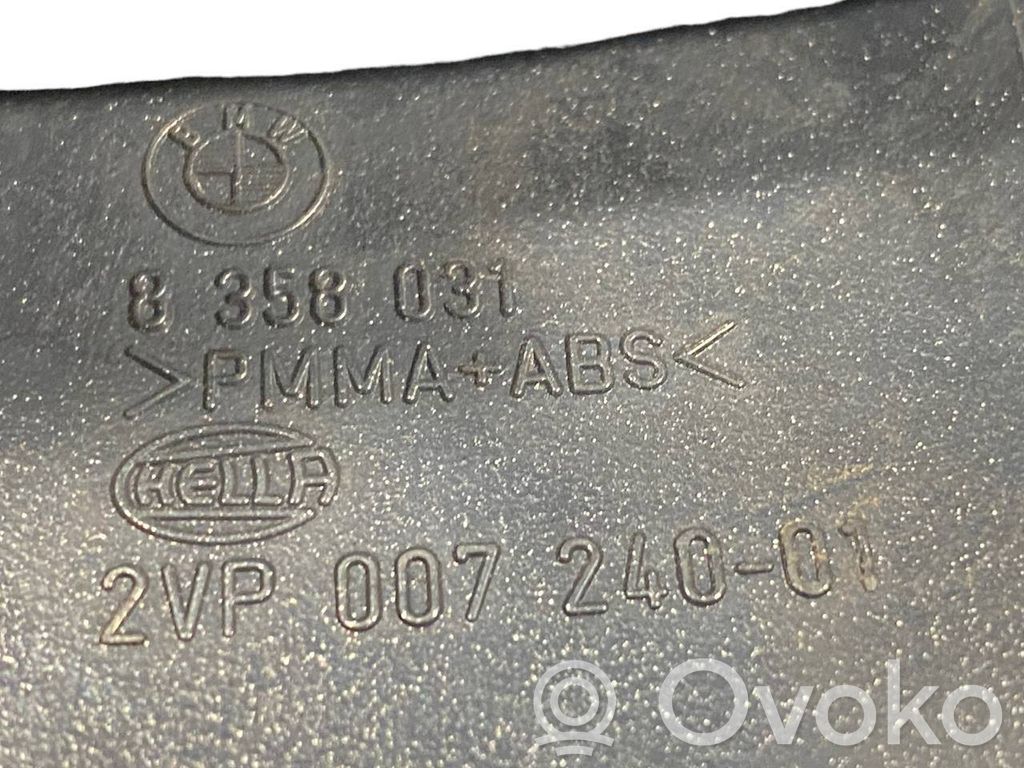 BMW
8 358 031
>PMMA+ABS<
HELLA
2VP 007 240-01
Ovoko